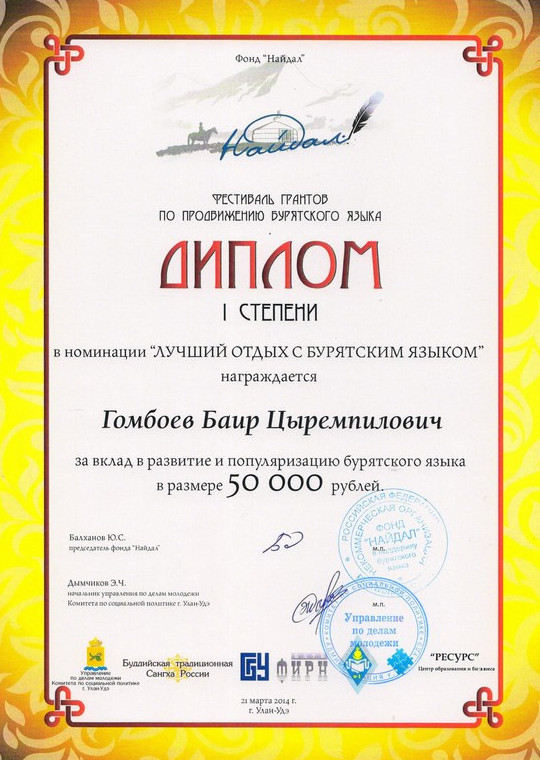 Фонд "Найдал"
Найдал
ФЕСТИВАЛЬ ГРАНТОВ
ПО ПРОДВИЖЕНИЮ БУРЯТСКОГО ЯЗЫКА
ДИПЛОМ
I СТЕПЕНИ
в номинации "ЛУЧШИЙ ОТДЫХ С БУРЯТСКИМ ЯЗЫКОМ"
награждается
Гомбоев Баир Цыремпилович
за вклад в развитие и популяризацию бурятского языка
в размере 50 000 рублей.
Балханов Ю.С.
председатель фонда "Найдал"
РОССИЙСКАЯ ФЕДЕРАЦИЯ
НЕКОММЕРЧЕСКАЯ ОРГАНИЗАЦИЯ
ФОНД
"НАЙДАЛ"
м.п.
в поддержку
бурятского
языка
Дымчиков Э.Ч.
начальник управления по делам молодежи
Комитета по социальной политике г. Улан-Удэ
м.п.
Управление
по делам
молодежи
Управление
по делам молодежи
Комитета по социальной политике
г. Улан-Удэ
Буддийская традиционная
Сангха России
БГУ
ФИРН
"РЕСУРС"
Центр образования и бизнеса
21 марта 2014 г.
г. Улан-Удэ